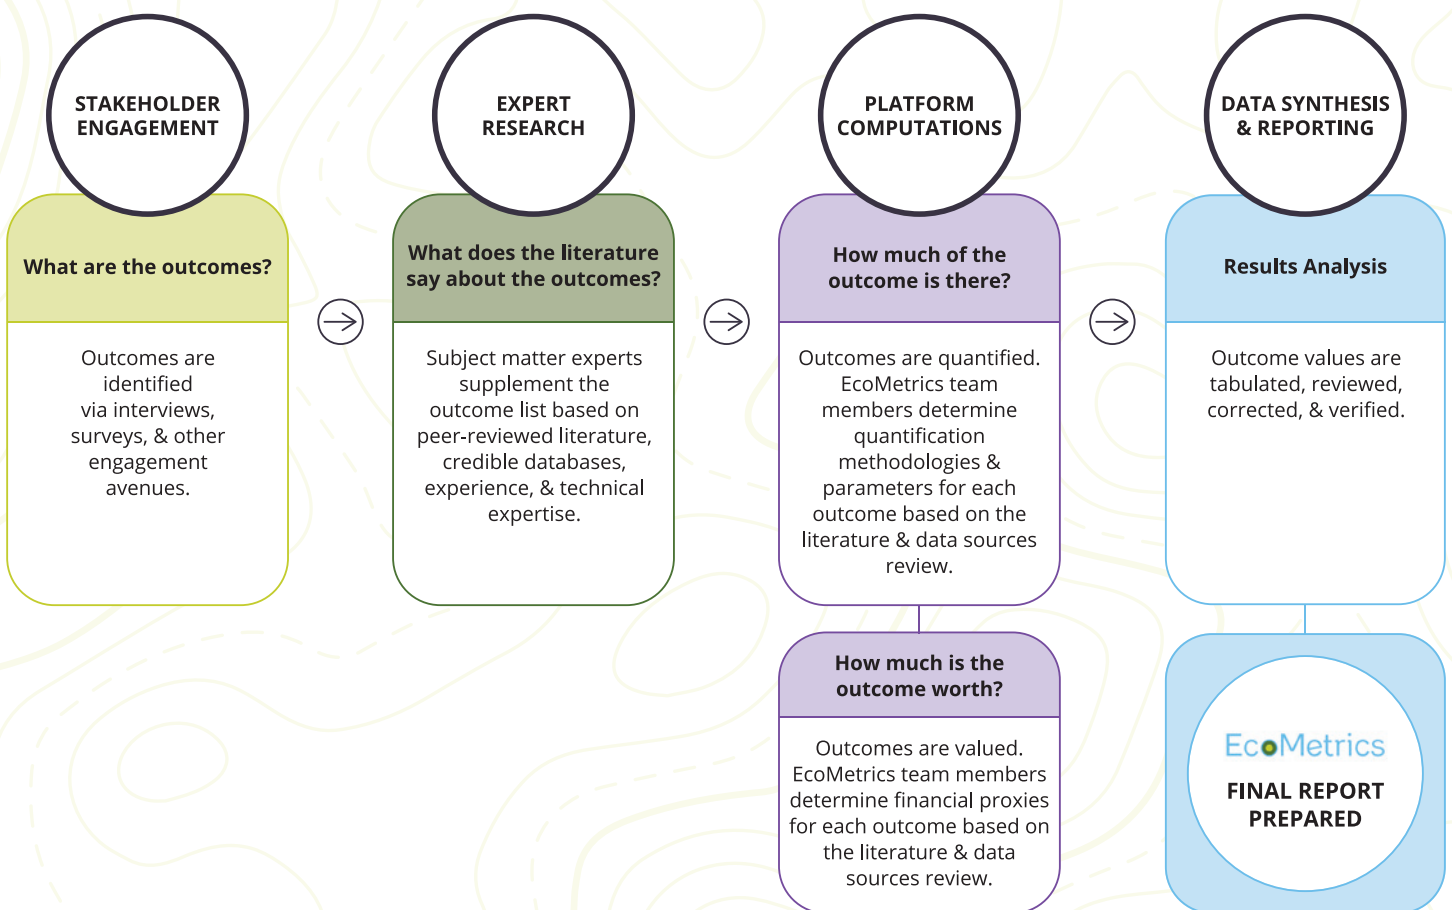 STAKEHOLDER
ENGAGEMENT
What are the outcomes?
Outcomes are
identified
via interviews,
surveys, & other
engagement
avenues.
EXPERT
RESEARCH
What does the literature
say about the outcomes?
Subject matter experts
supplement the
outcome list based on
peer-reviewed literature,
credible databases,
experience, & technical
expertise.
PLATFORM
COMPUTATIONS
How much of the
outcome is there?
Outcomes are quantified.
EcoMetrics team
members determine
quantification
methodologies &
parameters for each
outcome based on the
literature & data sources
review.
How much is the
outcome worth?
Outcomes are valued.
EcoMetrics team members
determine financial proxies
for each outcome based on
the literature & data
sources review.
DATA SYNTHESIS
& REPORTING
Results Analysis
Outcome values are
tabulated, reviewed,
corrected, & verified.
EcoMetrics
FINAL REPORT
PREPARED